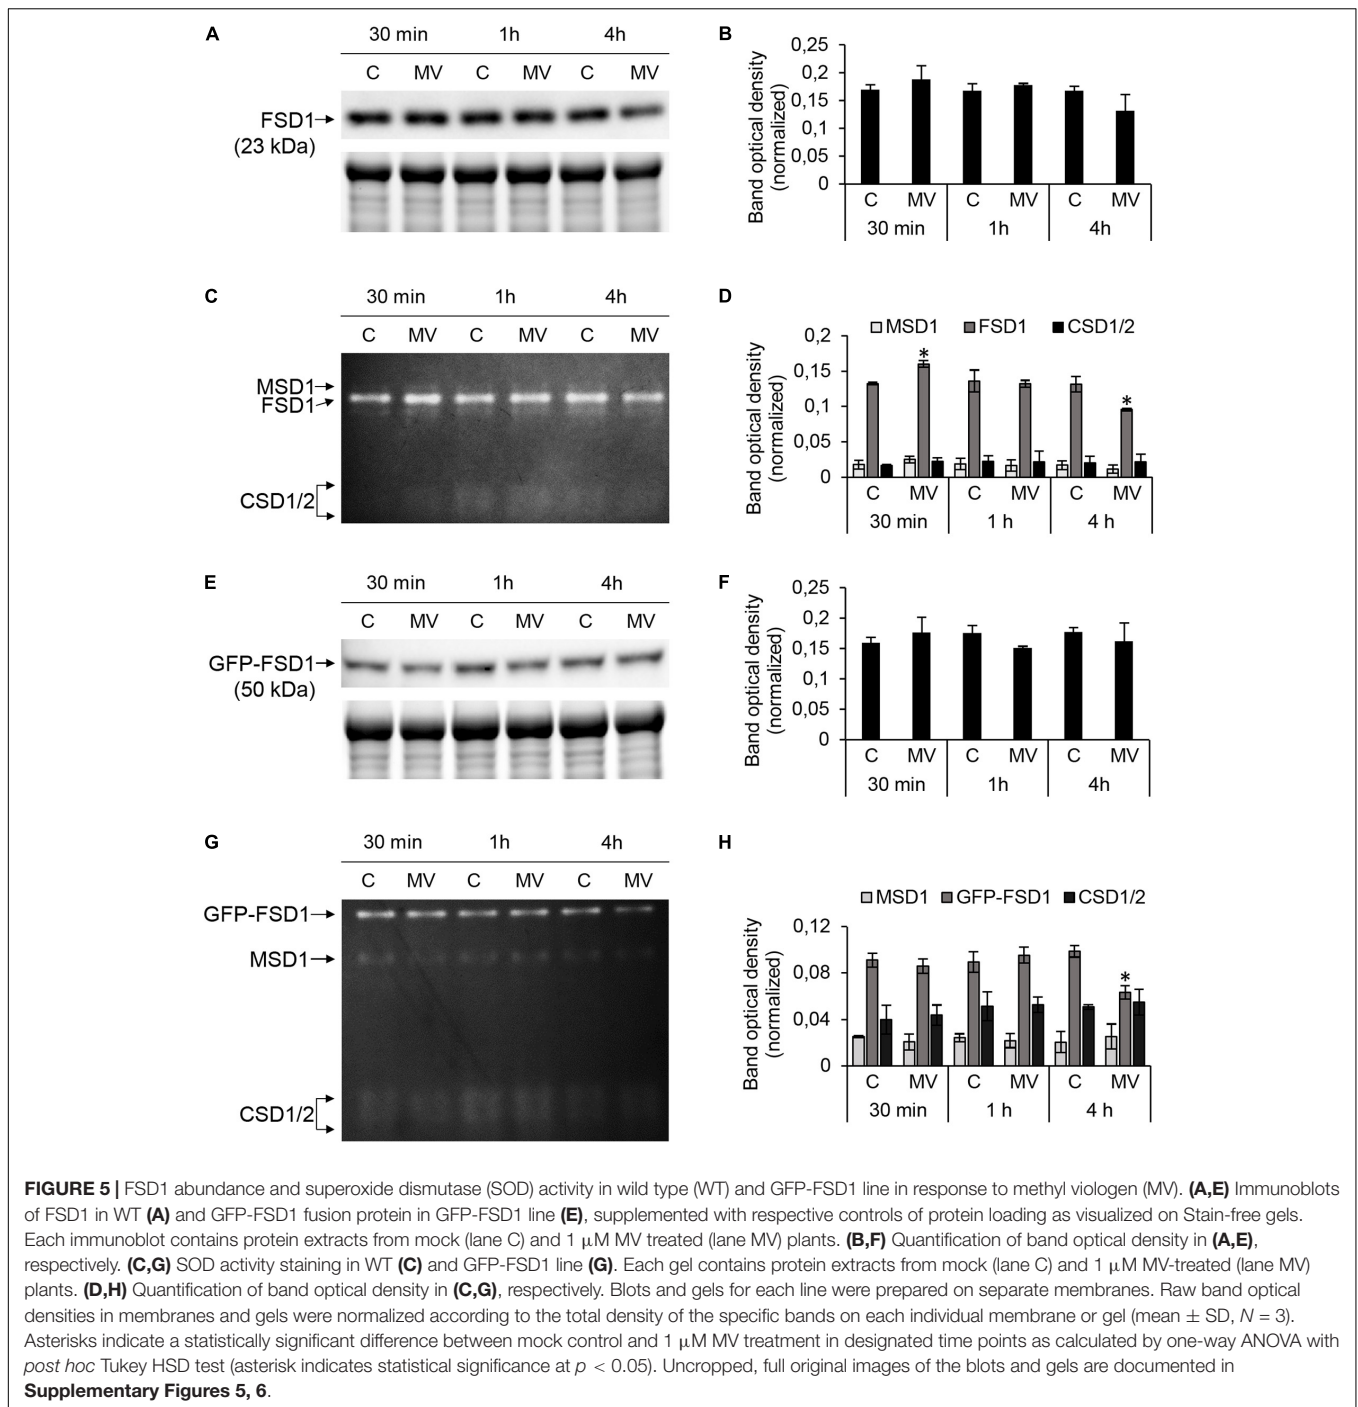 A
30 min 1h 4h
C MV C MV C MV
FSD1
(23 kDa)
B
Band optical density
(normalized)
0,25
0,2
0,15
0,1
0,05
0
C MV C MV C MV
30 min 1h 4h
C
30 min 1h 4h
C MV C MV C MV
MSD1
FSD1
CSD1/2
D
MSD1 FSD1 CSD1/2
Band optical density
(normalized)
0,2
0,15
0,1
0,05
0
* *
C MV C MV C MV
30 min 1 h 4 h
E
30 min 1h 4h
C MV C MV C MV
GFP-FSD1
(50 kDa)
F
Band optical density
(normalized)
0,25
0,2
0,15
0,1
0,05
0
C MV C MV C MV
30 min 1h 4h
G
30 min 1h 4h
C MV C MV C MV
GFP-FSD1
MSD1
CSD1/2
H
MSD1 GFP-FSD1 CSD1/2
Band optical density
(normalized)
0,12
0,08
0,04
0
*
C MV C MV C MV
30 min 1 h 4 h
FIGURE 5 | FSD1 abundance and superoxide dismutase (SOD) activity in wild type (WT) and GFP-FSD1 line in response to methyl viologen (MV). (A,E) Immunoblots
of FSD1 in WT (A) and GFP-FSD1 fusion protein in GFP-FSD1 line (E), supplemented with respective controls of protein loading as visualized on Stain-free gels.
Each immunoblot contains protein extracts from mock (lane C) and 1 μM MV treated (lane MV) plants. (B,F) Quantification of band optical density in (A,E),
respectively. (C,G) SOD activity staining in WT (C) and GFP-FSD1 line (G). Each gel contains protein extracts from mock (lane C) and 1 μM MV-treated (lane MV)
plants. (D,H) Quantification of band optical density in (C,G), respectively. Blots and gels for each line were prepared on separate membranes. Raw band optical
densities in membranes and gels were normalized according to the total density of the specific bands on each individual membrane or gel (mean ± SD, N = 3).
Asterisks indicate a statistically significant difference between mock control and 1 μM MV treatment in designated time points as calculated by one-way ANOVA with
post hoc Tukey HSD test (asterisk indicates statistical significance at p < 0.05). Uncropped, full original images of the blots and gels are documented in
Supplementary Figures 5, 6.